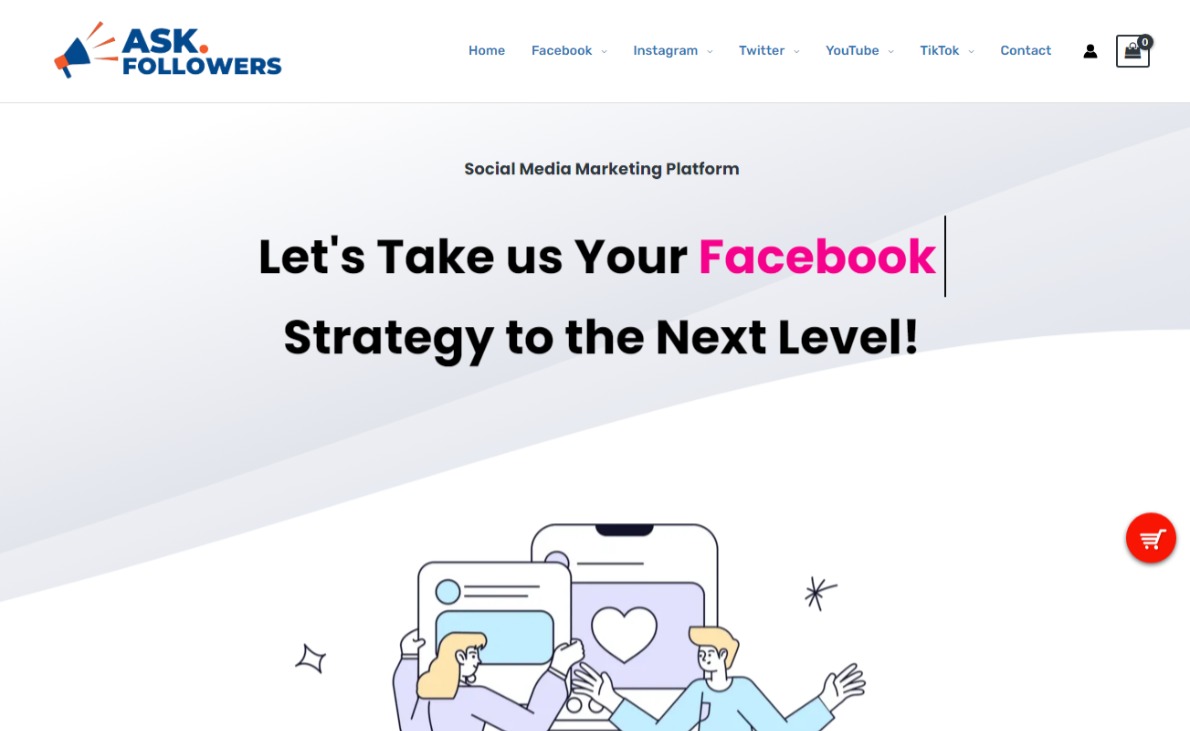 ASK.
FOLLOWERS
Home Facebook Instagram Twitter YouTube TikTok Contact 0
Social Media Marketing Platform
Let's Take us Your Facebook
Strategy to the Next Level!